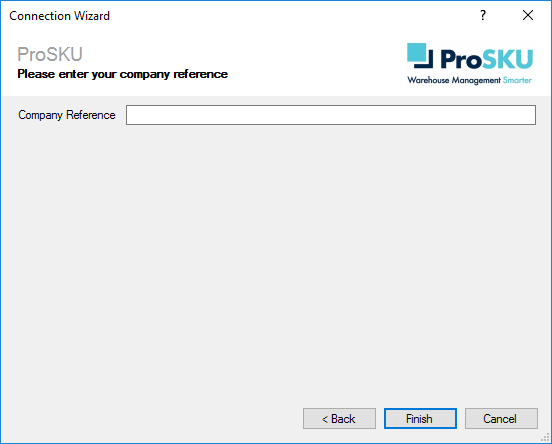 Connection Wizard
?
ProSKU
Please enter your company reference
ProSKU
Warehouse Management Smarter
Company Reference
< Back
Finish
Cancel